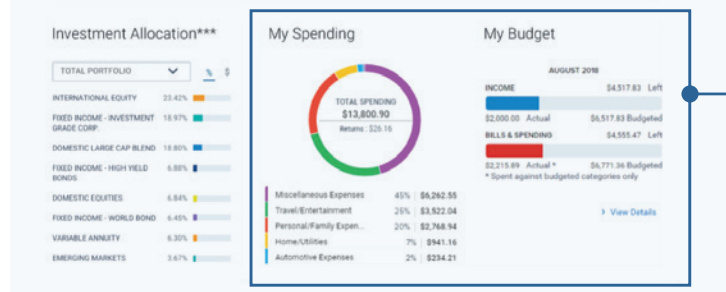 Investment Allocation***
TOTAL PORTFOLIO
% $
INTERNATIONAL EQUITY 23.42%
FIXED INCOME - INVESTMENT 18.97%
GRADE CORP.
DOMESTIC LARGE CAP BLEND 18.80%
FIXED INCOME - HIGH YIELD 6.88%
BONDS
DOMESTIC EQUITIES 6.84%
FIXED INCOME - WORLD BOND 6.45%
VARIABLE ANNUITY 6.30%
EMERGING MARKETS 3.67%
My Spending
TOTAL SPENDING
$13,800.90
Returns: $26.16
Miscellaneous Expenses 45% $6,262.55
Travel/Entertainment 25% $3,522.04
Personal/Family Expen... 20% $2,768.94
Home/Utilities 7% $941.16
Automotive Expenses 2% $234.21
My Budget
AUGUST 2018
INCOME $4,517.83 Left
$2,000.00 Actual $6,517.83 Budgeted
BILLS & SPENDING $4,555.47 Left
$2,215.89 Actual * $6,771.36 Budgeted
* Spent against budgeted categories only
> View Details